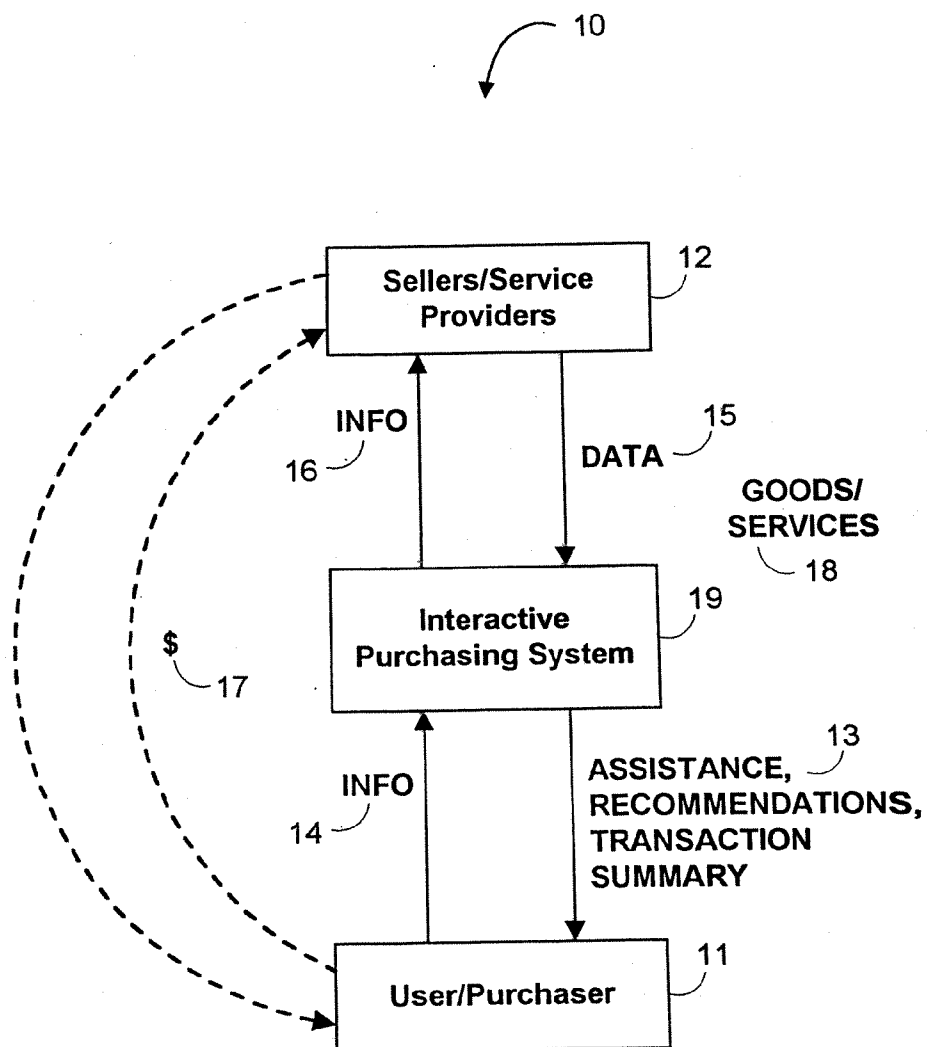 10
Sellers/Service
Providers
12
INFO
16
DATA
15
GOODS/
SERVICES
18
Interactive
Purchasing System
19
$
17
INFO
14
ASSISTANCE,
RECOMMENDATIONS,
TRANSACTION
SUMMARY
13
User/Purchaser
11